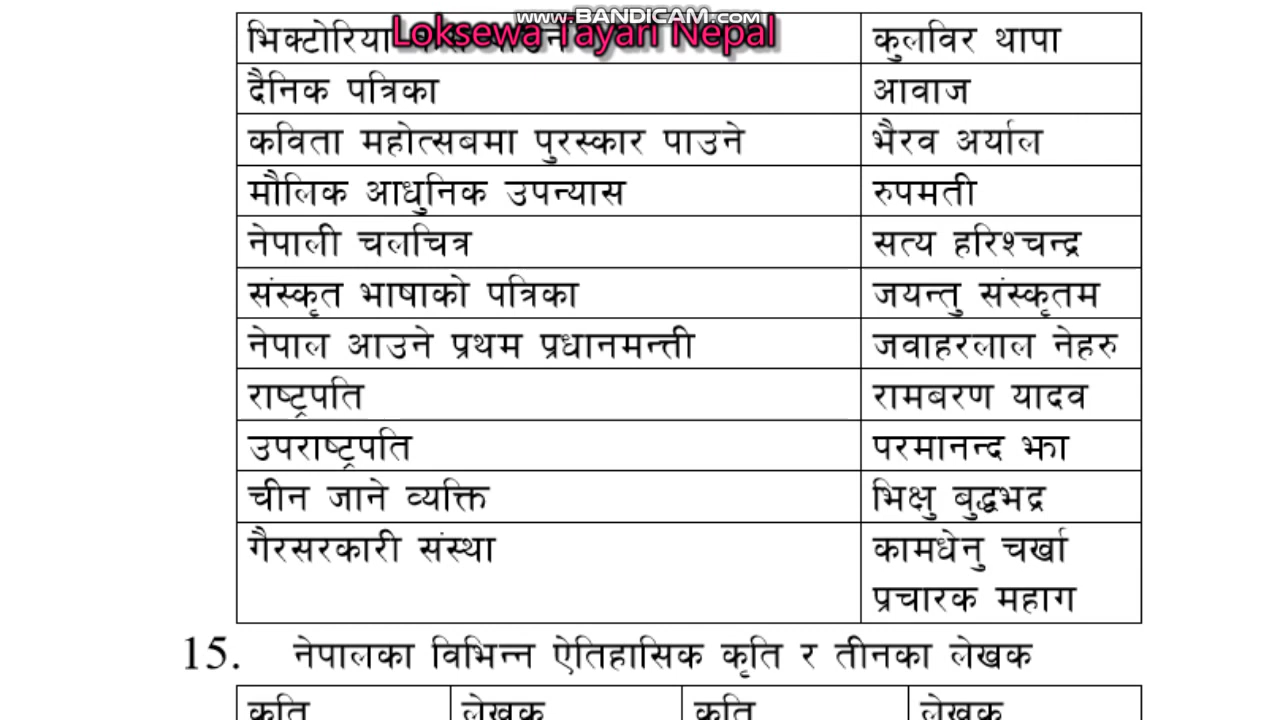 www.BANDICAM.com
Loksewa Tayari Nepal
भिक्टोरिया कुलविर थापा
दैनिक पत्रिका आवाज
कविता महोत्सबमा पुरस्कार पाउने भैरव अर्याल
मौलिक आधुनिक उपन्यास रुपमती
नेपाली चलचित्र सत्य हरिश्चन्द्र
संस्कृत भाषाको पत्रिका जयन्तु संस्कृतम
नेपाल आउने प्रथम प्रधानमन्त्ती जवाहरलाल नेहरु
राष्ट्रपति रामबरण यादव
उपराष्ट्रपति परमानन्द झा
चीन जाने व्यक्ति भिक्षु बुद्धभद्र
गैरसरकारी संस्था कामधेनु चर्खा
प्रचारक महाग
15. नेपालका विभिन्न ऐतिहासिक कृति र तीनका लेखक
कृति लेखक कृति लेखक